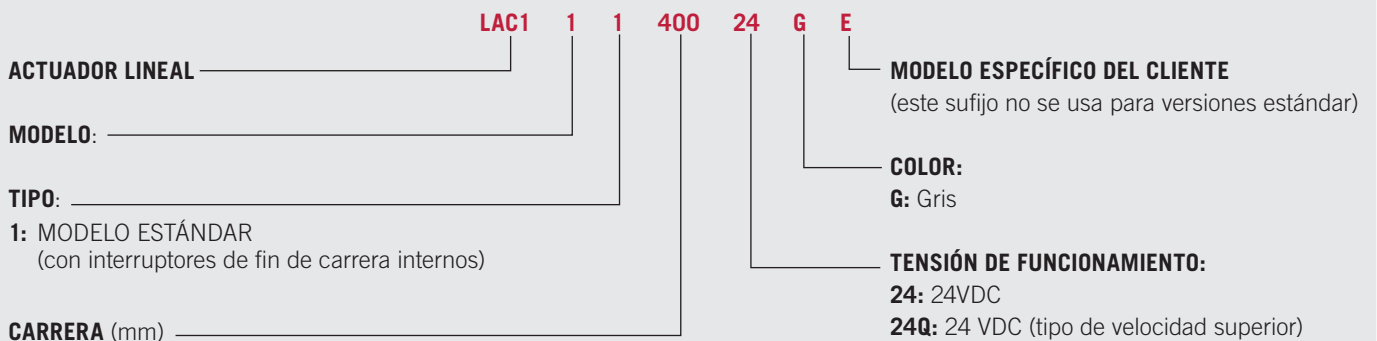 LAC1 1 1 400 24 G E
ACTUADOR LINEAL
MODELO:
TIPO:
1: MODELO ESTÁNDAR
(con interruptores de fin de carrera internos)
CARRERA (mm)
MODELO ESPECÍFICO DEL CLIENTE
(este sufijo no se usa para versiones estándar)
COLOR:
G: Gris
TENSIÓN DE FUNCIONAMIENTO:
24: 24VDC
24Q: 24 VDC (tipo de velocidad superior)